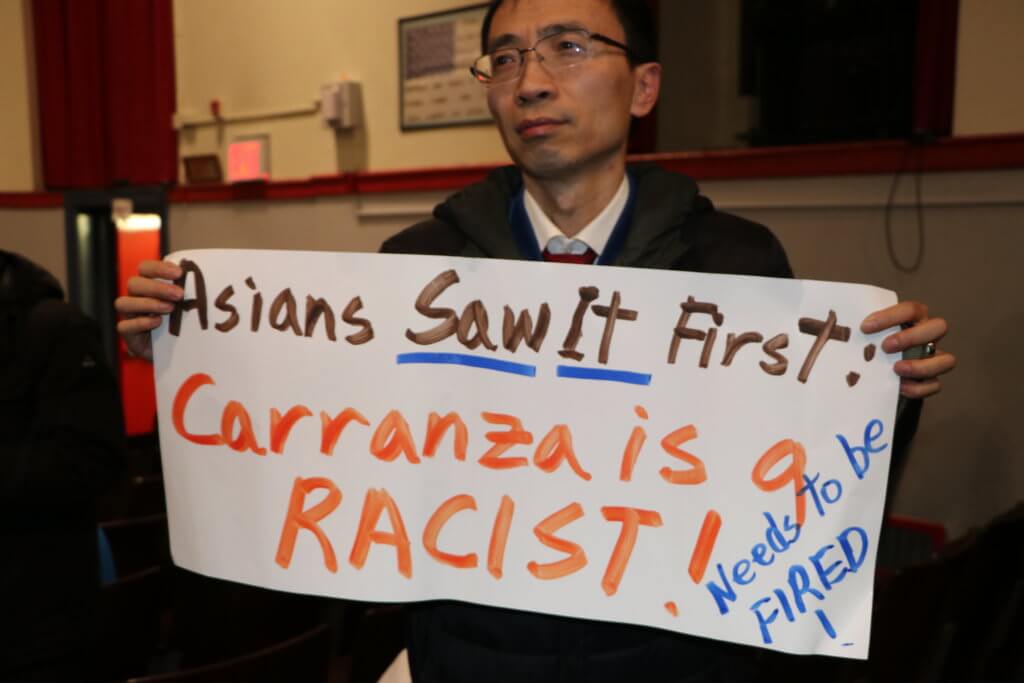 Asians Saw It First:
Carranza is a
RACIST!
Needs to be
FIRED
!